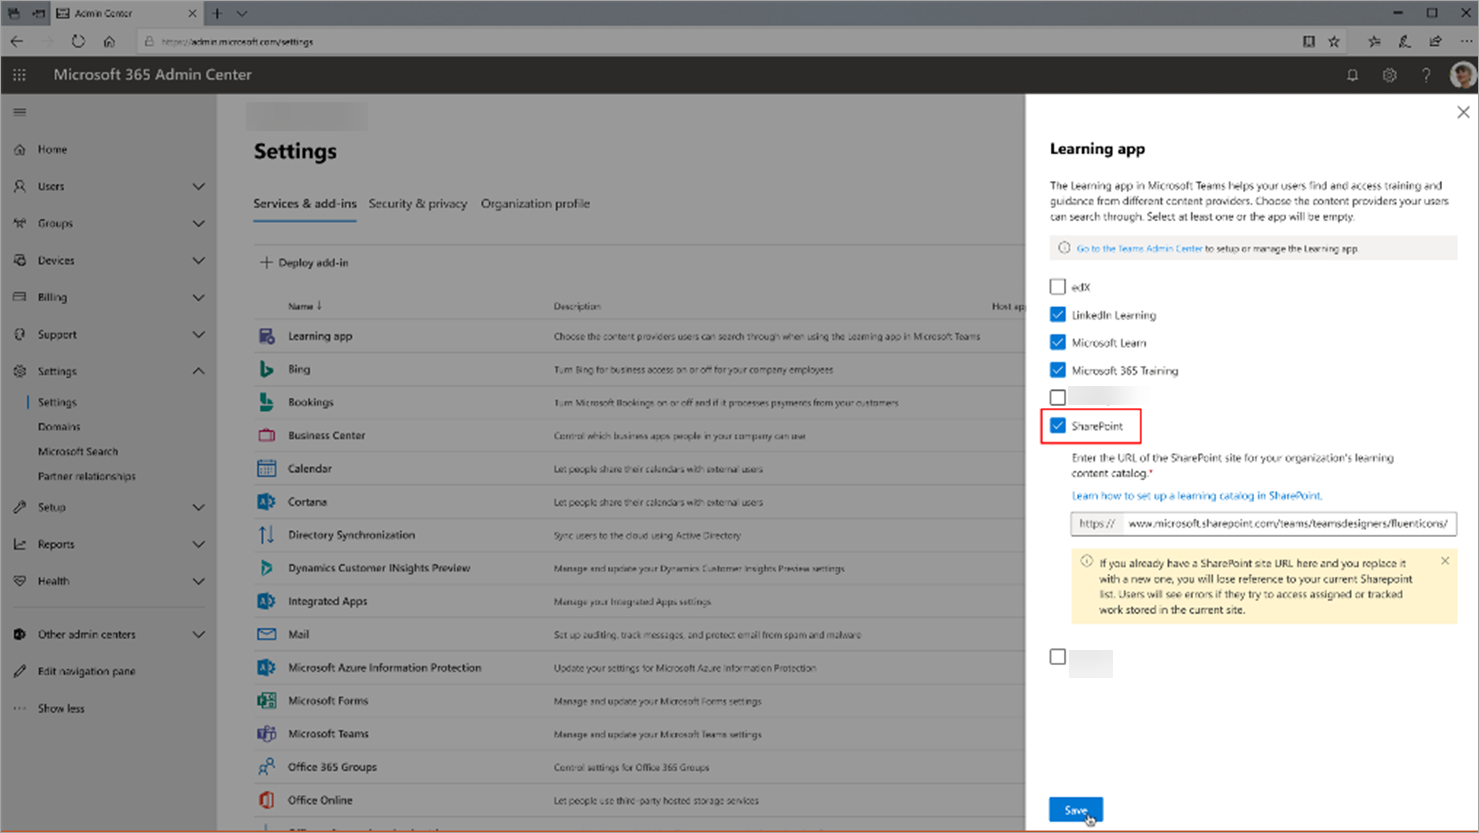 Admin Center
https://admin.microsoft.com/settings
Microsoft 365 Admin Center
?
Home
Users
Groups
Devices
Billing
Support
Settings
Settings
Domains
Microsoft Search
Partner relationships
Setup
Reports
Health
Other admin centers
Edit navigation pane
Show less
Settings
Services & add-ins Security & privacy Organization profile
Deploy add-in
Name ↓ Description Host app
Learning app Choose the content providers users can search through when using the Learning app in Microsoft Teams
Bing Turn Bing for business access on or off for your company employees
Bookings Turn Microsoft Bookings on or off and if it processes payments from your customers
Business Center Control which business apps people in your company can use
Calendar Let people share their calendars with external users
Cortana Let people share their calendars with external users
Directory Synchronization Sync users to the cloud using Active Directory
Dynamics Customer INsights Preview Manage and update your Dynamics Customer Insights Preview settings
Integrated Apps Manage your Integrated Apps settings
Mail Set up auditing, track messages, and protect email from spam and malware
Microsoft Azure Information Protection Update your settings for Microsoft Azure Information Protection
Microsoft Forms Manage and update your Microsoft Forms settings
Microsoft Teams Manage and update your Microsoft Teams settings
Office 365 Groups Control settings for Office 365 Groups
Office Online Let people use third-party hosted storage services
Learning app
The Learning app in Microsoft Teams helps your users find and access training and
guidance from different content providers. Choose the content providers your users
can search through. Select at least one or the app will be empty.
Go to the Teams Admin Center to setup or manage the Learning app.
edX
LinkedIn Learning
Microsoft Learn
Microsoft 365 Training
SharePoint
Enter the URL of the SharePoint site for your organization's learning
content catalog.*
Learn how to set up a learning catalog in SharePoint.
https:// www.microsoft.sharepoint.com/teams/teamsdesigners/fluenticons/
If you already have a SharePoint site URL here and you replace it
with a new one, you will lose reference to your current Sharepoint
list. Users will see errors if they try to access assigned or tracked
work stored in the current site.
Save